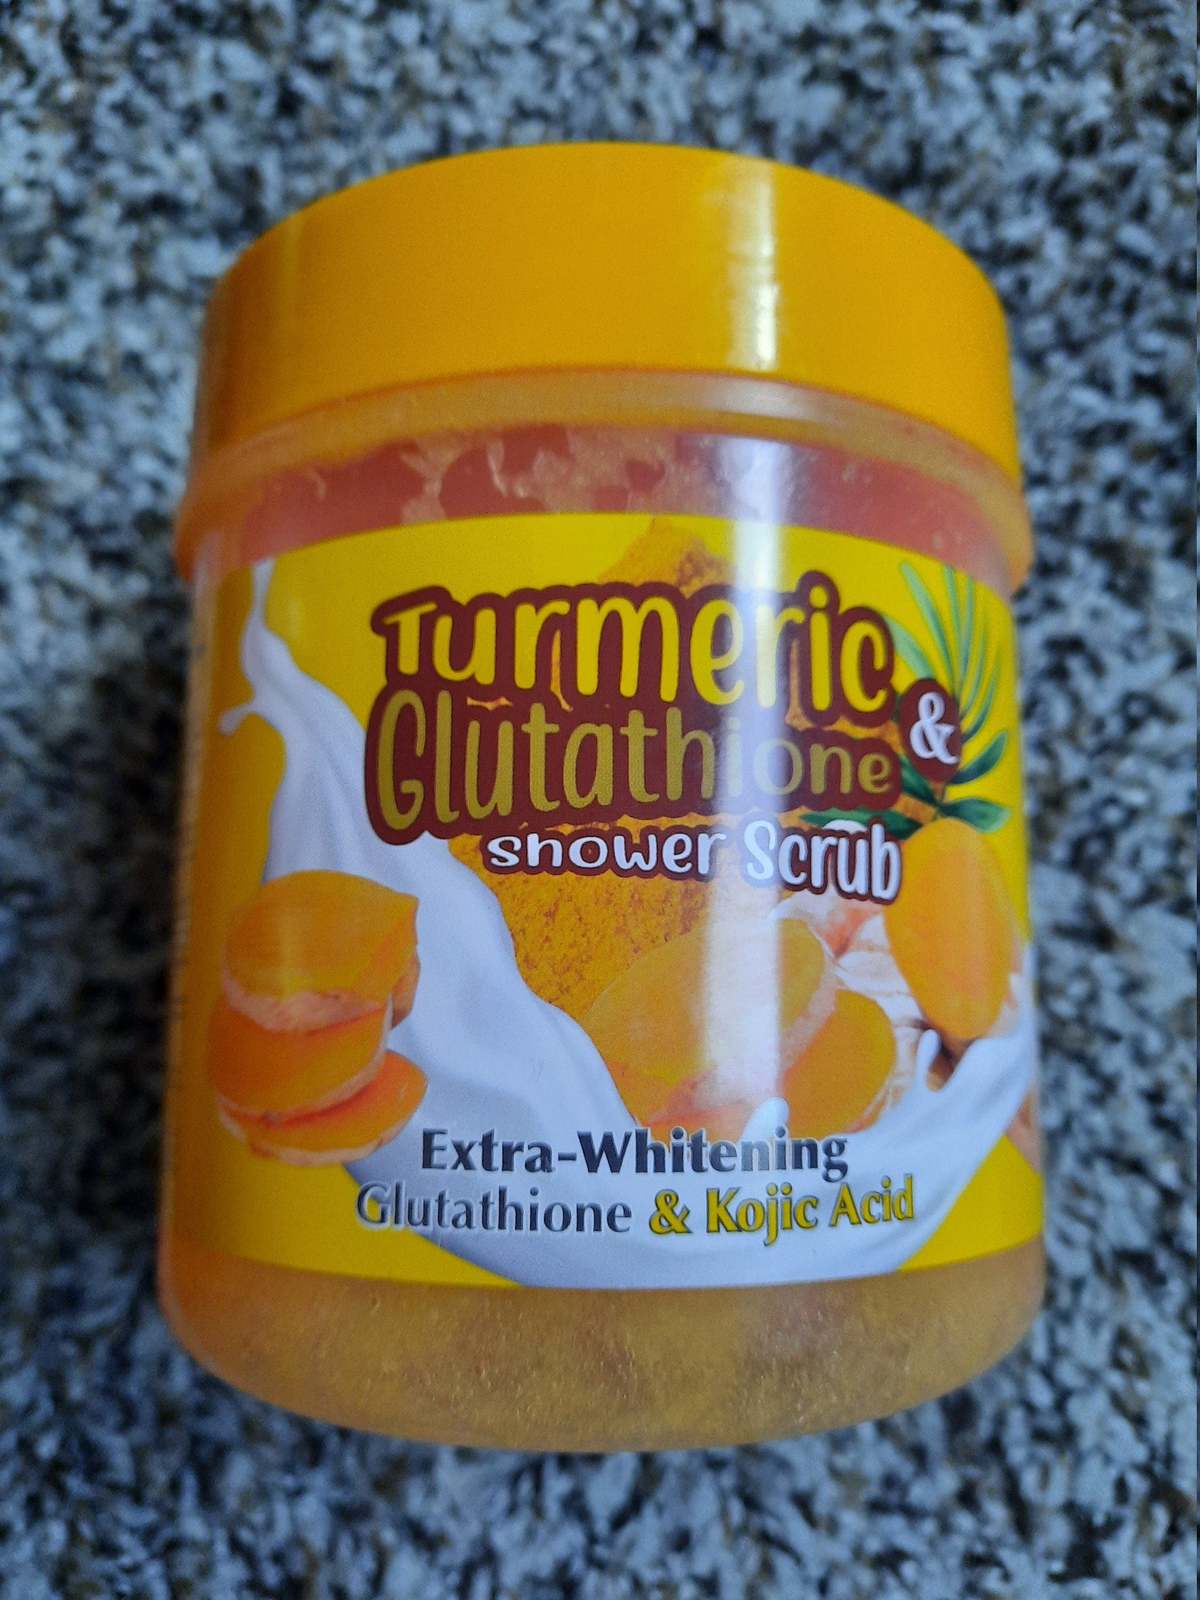 Turmeric
Glutathione &
Shower Scrub
Extra-Whitening
Glutathione & Kojic Acid